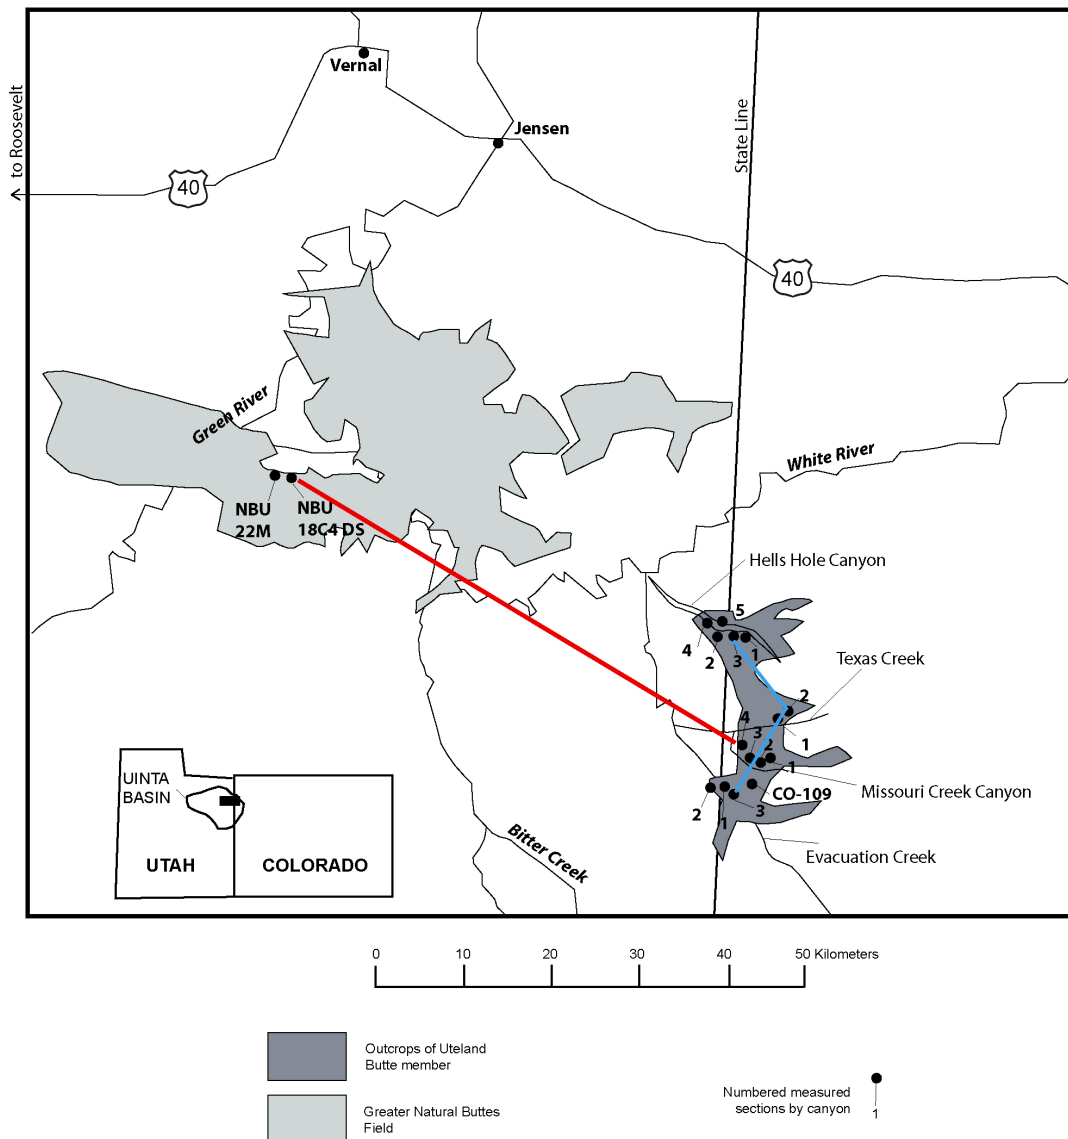 Vernal
Jensen
to Roosevelt
40
State Line
40
Green River
White River
NBU
22M
NBU
18C4 DS
Hells Hole Canyon
5
4
2
3
1
Texas Creek
2
4
3
1
2
1
Missouri Creek Canyon
CO-109
2
1
3
Evacuation Creek
Bitter Creek
UINTA
BASIN
UTAH
COLORADO
0
10
20
30
40
50 Kilometers
Outcrops of Uteland
Butte member
Greater Natural Buttes
Field
Numbered measured
sections by canyon
1